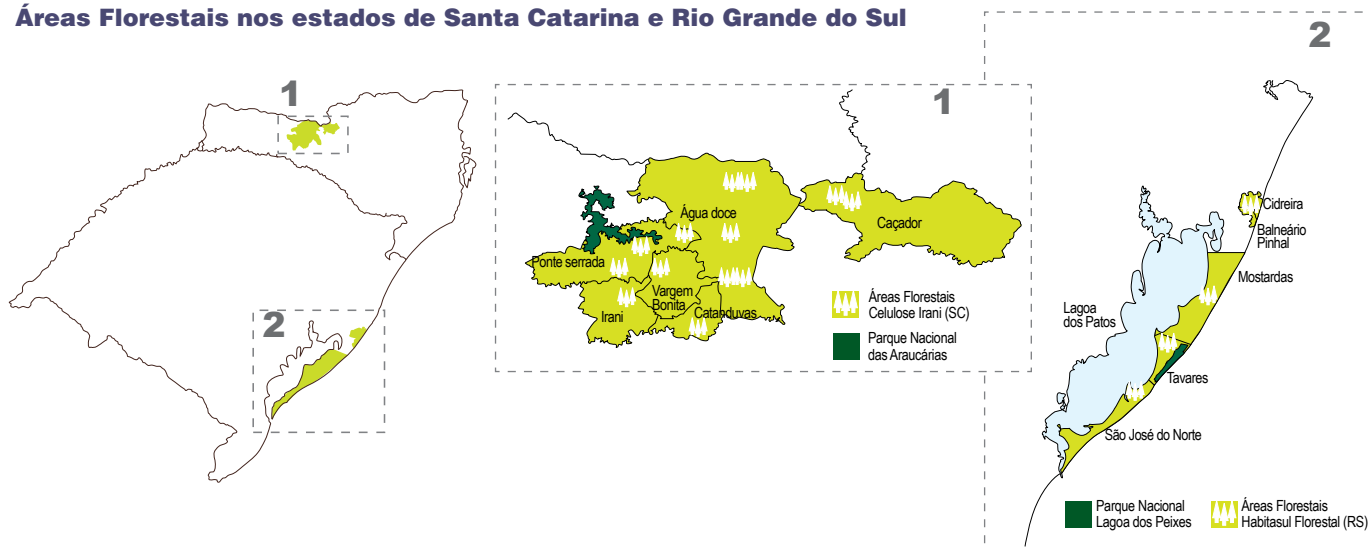 Áreas Florestais nos estados de Santa Catarina e Rio Grande do Sul
1
2
1
Água doce
Caçador
Ponte serrada
Vargem
Bonita
Irani
Catanduvas
Áreas Florestais
Celulose Irani (SC)
Parque Nacional
das Araucárias
2
Cidreira
Balneário
Pinhal
Mostardas
Lagoa
dos Patos
Tavares
São José do Norte
Parque Nacional
Lagoa dos Peixes
Áreas Florestais
Habitasul Florestal (RS)